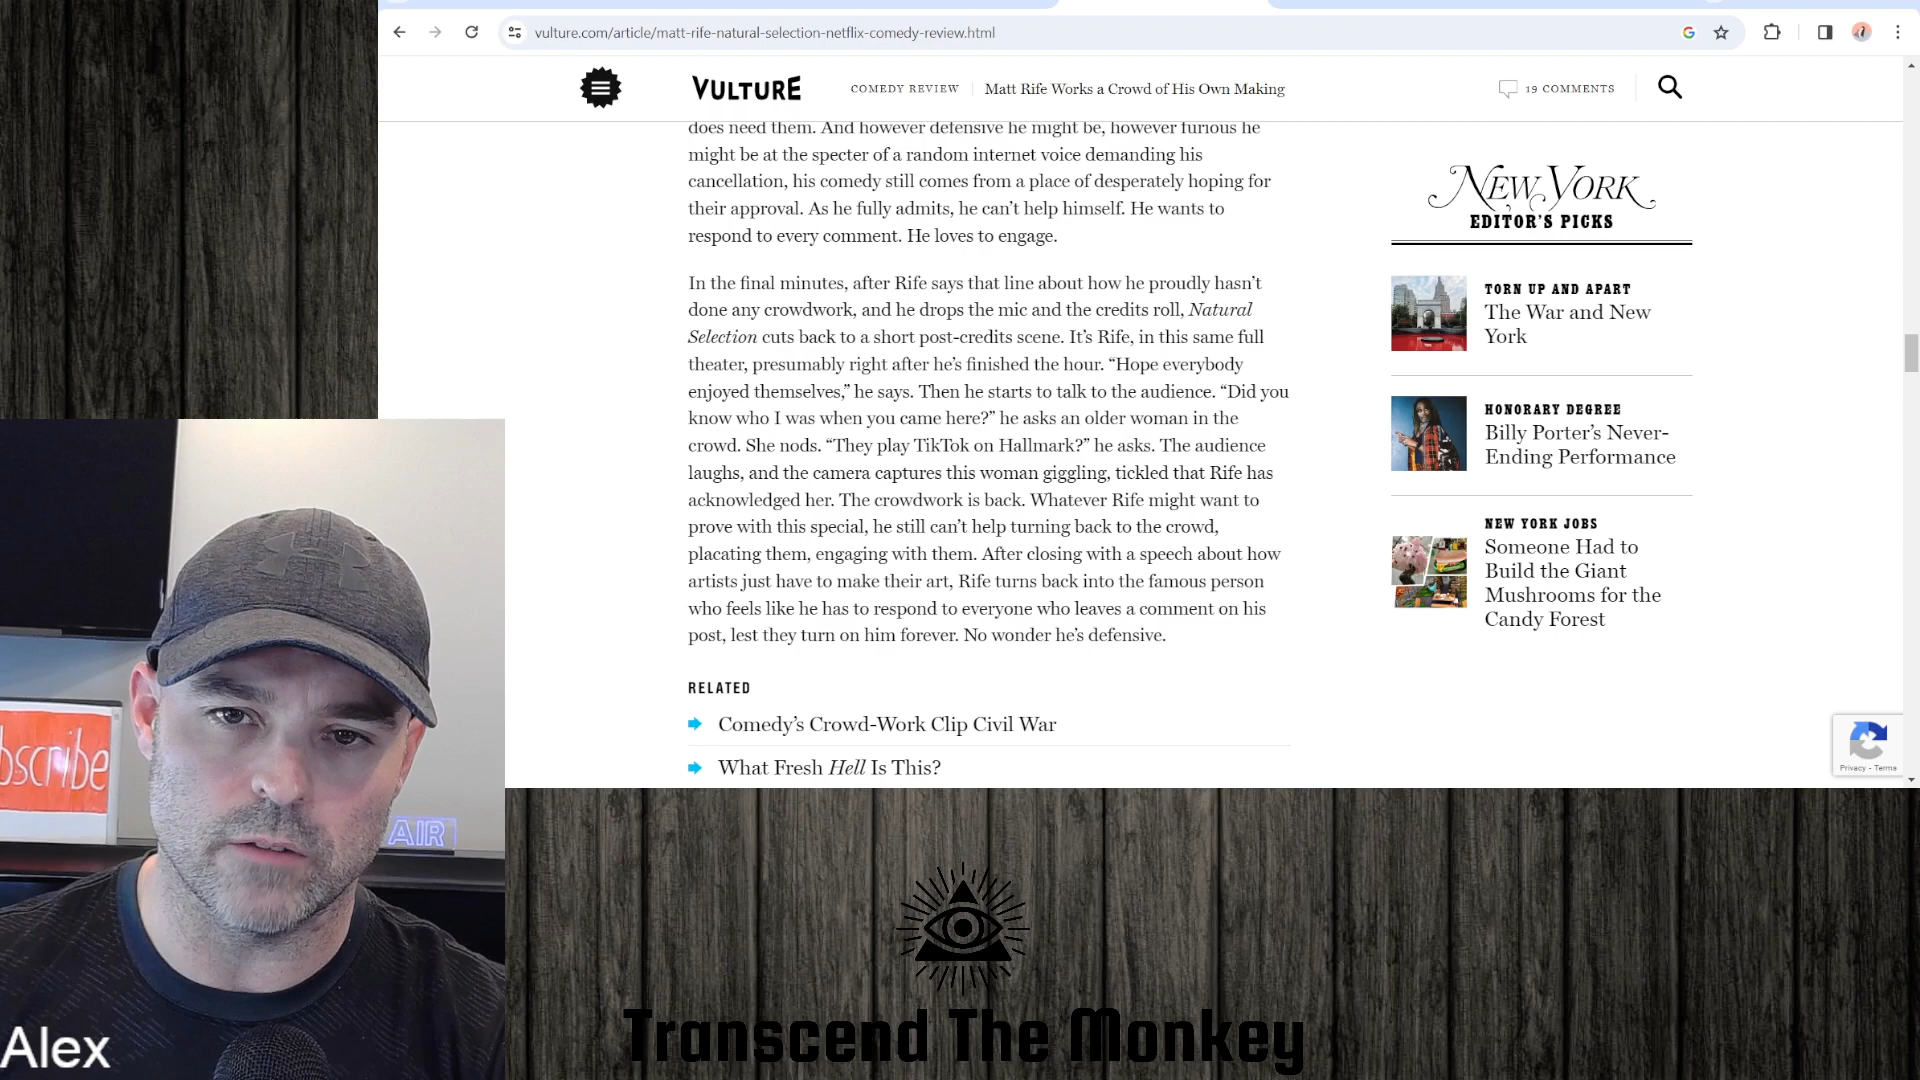 vulture.com/article/matt-rife-natural-selection-netflix-comedy-review.html
VULTURE
COMEDY REVIEW
Matt Rife Works a Crowd of His Own Making
19 COMMENTS
does need them. And however defensive he might be, however furious he
might be at the specter of a random internet voice demanding his
cancellation, his comedy still comes from a place of desperately hoping for
their approval. As he fully admits, he can’t help himself. He wants to
respond to every comment. He loves to engage.
In the final minutes, after Rife says that line about how he proudly hasn’t
done any crowdwork, and he drops the mic and the credits roll, Natural
Selection cuts back to a short post-credits scene. It’s Rife, in this same full
theater, presumably right after he’s finished the hour. “Hope everybody
enjoyed themselves,” he says. Then he starts to talk to the audience. “Did you
know who I was when you came here?” he asks an older woman in the
crowd. She nods. “They play TikTok on Hallmark?” he asks. The audience
laughs, and the camera captures this woman giggling, tickled that Rife has
acknowledged her. The crowdwork is back. Whatever Rife might want to
prove with this special, he still can’t help turning back to the crowd,
placating them, engaging with them. After closing with a speech about how
artists just have to make their art, Rife turns back into the famous person
who feels like he has to respond to everyone who leaves a comment on his
post, lest they turn on him forever. No wonder he’s defensive.
RELATED
Comedy’s Crowd-Work Clip Civil War
What Fresh Hell Is This?
NEW YORK
EDITOR’S PICKS
TORN UP AND APART
The War and New
York
HONORARY DEGREE
Billy Porter’s Never-
Ending Performance
NEW YORK JOBS
Someone Had to
Build the Giant
Mushrooms for the
Candy Forest
Privacy - Terms
bscribe
AIR
Alex
Transcend The Monkey